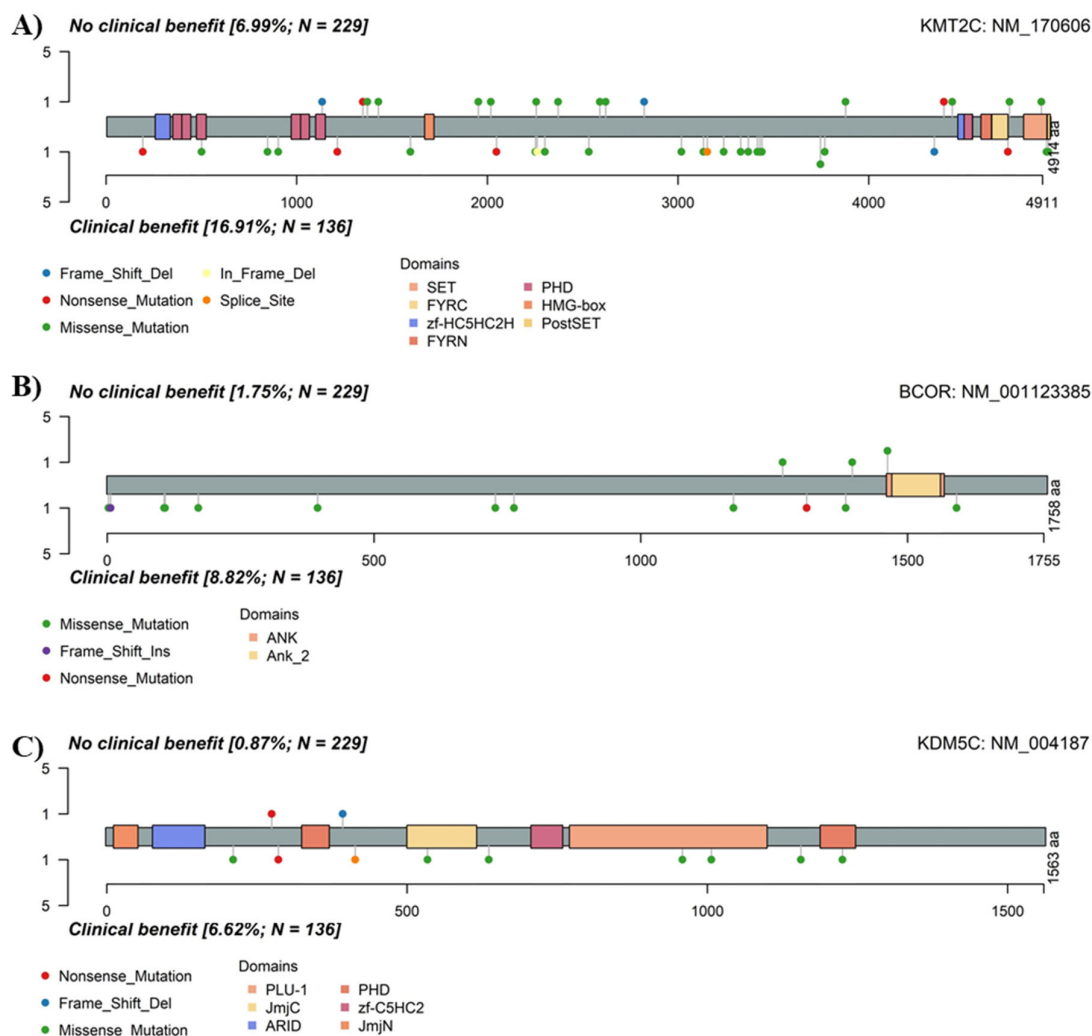 A)
No clinical benefit [6.99%; N = 229]
KMT2C: NM_170606
5
1
1
5
4914 aa
0 1000 2000 3000 4000 4911
Clinical benefit [16.91%; N = 136]
Frame_Shift_Del In_Frame_Del
Nonsense_Mutation Splice_Site
Missense_Mutation
Domains
SET PHD
FYRC HMG-box
zf-HC5HC2H PostSET
FYRN
B)
No clinical benefit [1.75%; N = 229]
BCOR: NM_001123385
5
1
1
5
1758 aa
0 500 1000 1500 1755
Clinical benefit [8.82%; N = 136]
Missense_Mutation
Frame_Shift_Ins
Nonsense_Mutation
Domains
ANK
Ank_2
C)
No clinical benefit [0.87%; N = 229]
KDM5C: NM_004187
5
1
1
5
1563 aa
0 500 1000 1500
Clinical benefit [6.62%; N = 136]
Nonsense_Mutation
Frame_Shift_Del
Missense_Mutation
Domains
PLU-1 PHD
JmjC zf-C5HC2
ARID JmjN